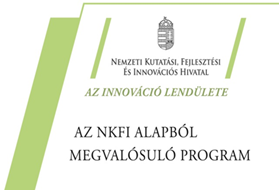 NEMZETI KUTATÁSI, FEJLESZTÉSI
ÉS INNOVÁCIÓS HIVATAL
AZ INNOVÁCIÓ LENDÜLETE
AZ NKFI ALAPBÓL
MEGVALÓSULÓ PROGRAM